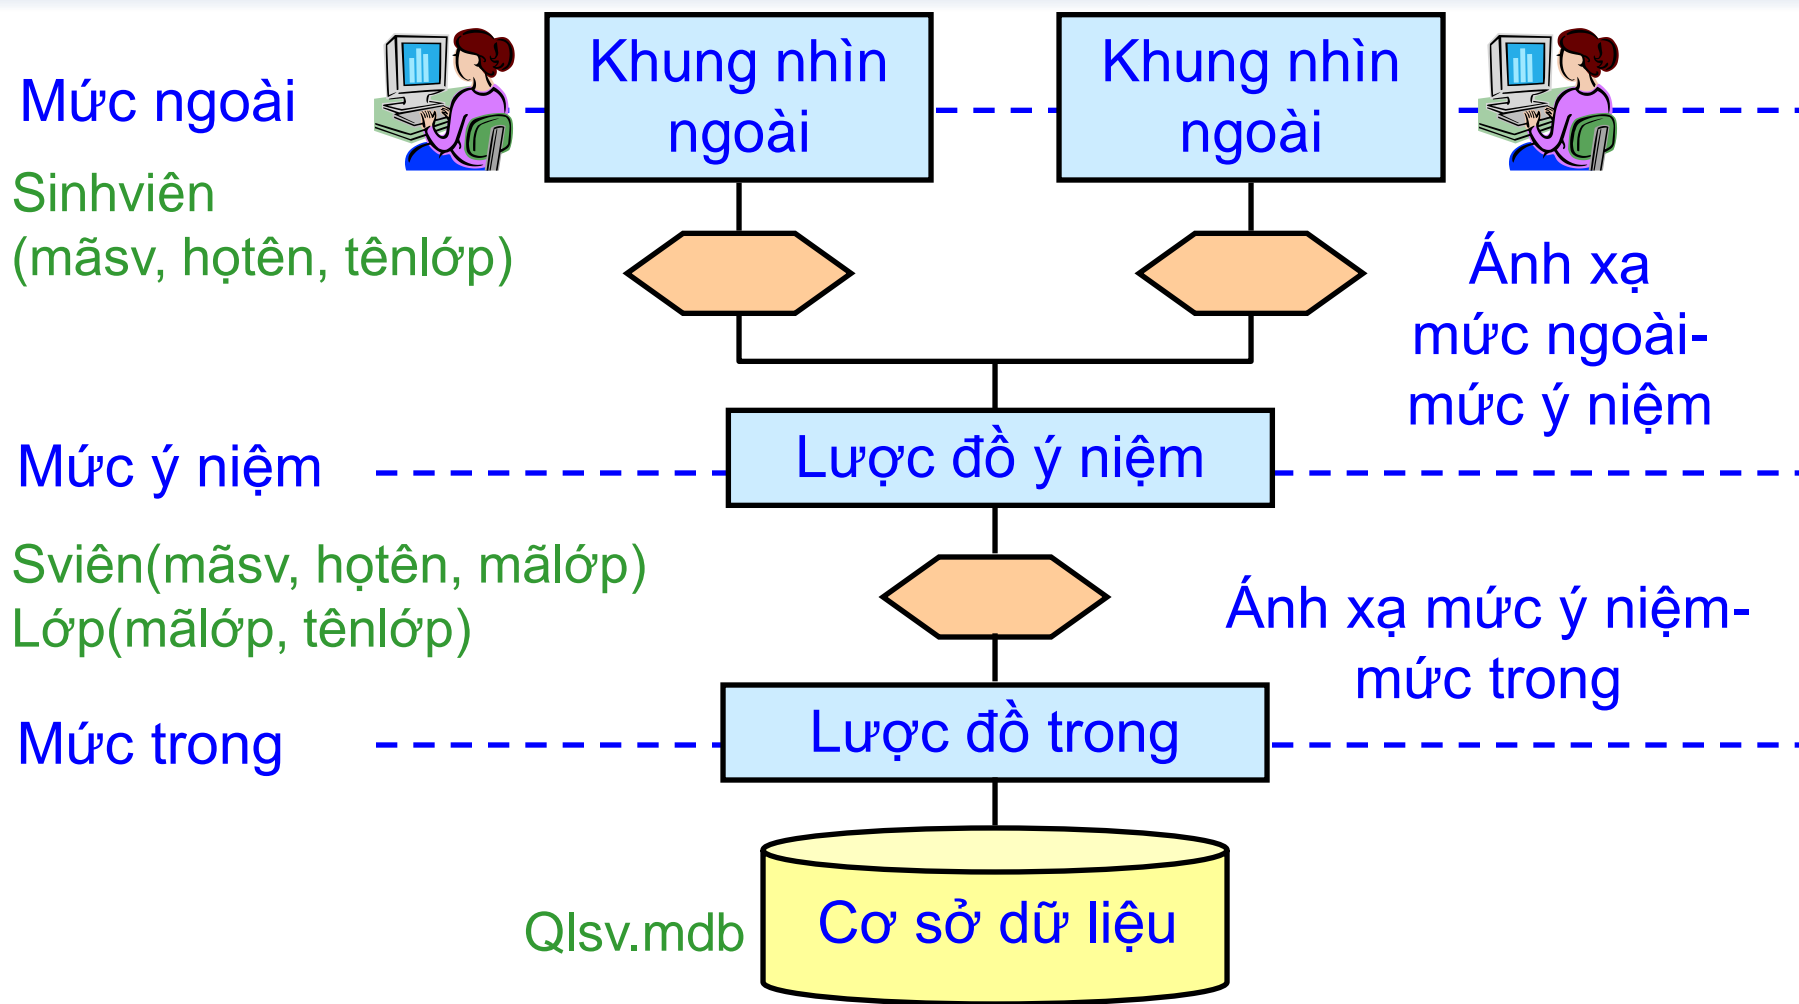 Khung nhìn
ngoài
Khung nhìn
ngoài
Mức ngoài
Sinhviên
(mãsv, họtên, tênlớp)
Ánh xạ
mức ngoài-
mức ý niệm
Mức ý niệm
Lược đồ ý niệm
Sviên(mãsv, họtên, mãlớp)
Lớp(mãlớp, tênlớp)
Ánh xạ mức ý niệm-
mức trong
Mức trong
Lược đồ trong
Qlsv.mdb
Cơ sở dữ liệu